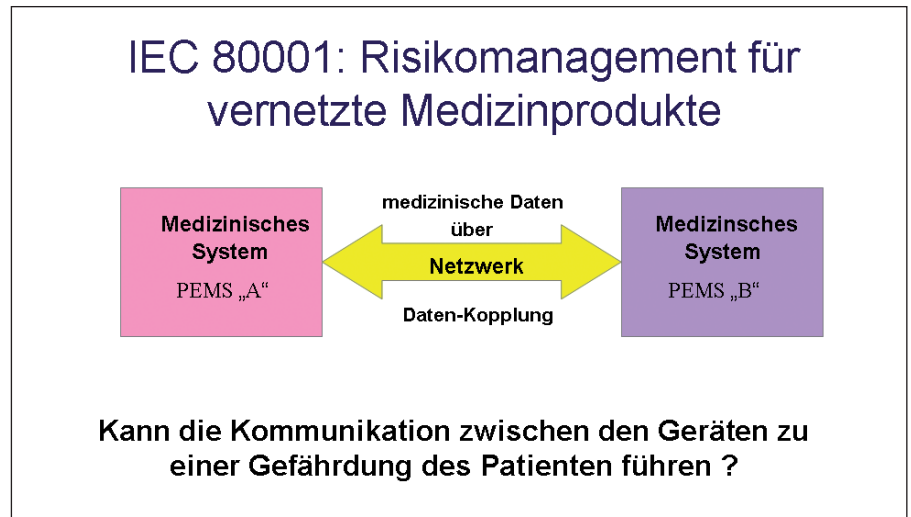 IEC 80001: Risikomanagement für
vernetzte Medizinprodukte
Medizinisches
System
PEMS „A“
medizinische Daten
über
Netzwerk
Daten-Kopplung
Medizinsches
System
PEMS „B“
Kann die Kommunikation zwischen den Geräten zu
einer Gefährdung des Patienten führen ?